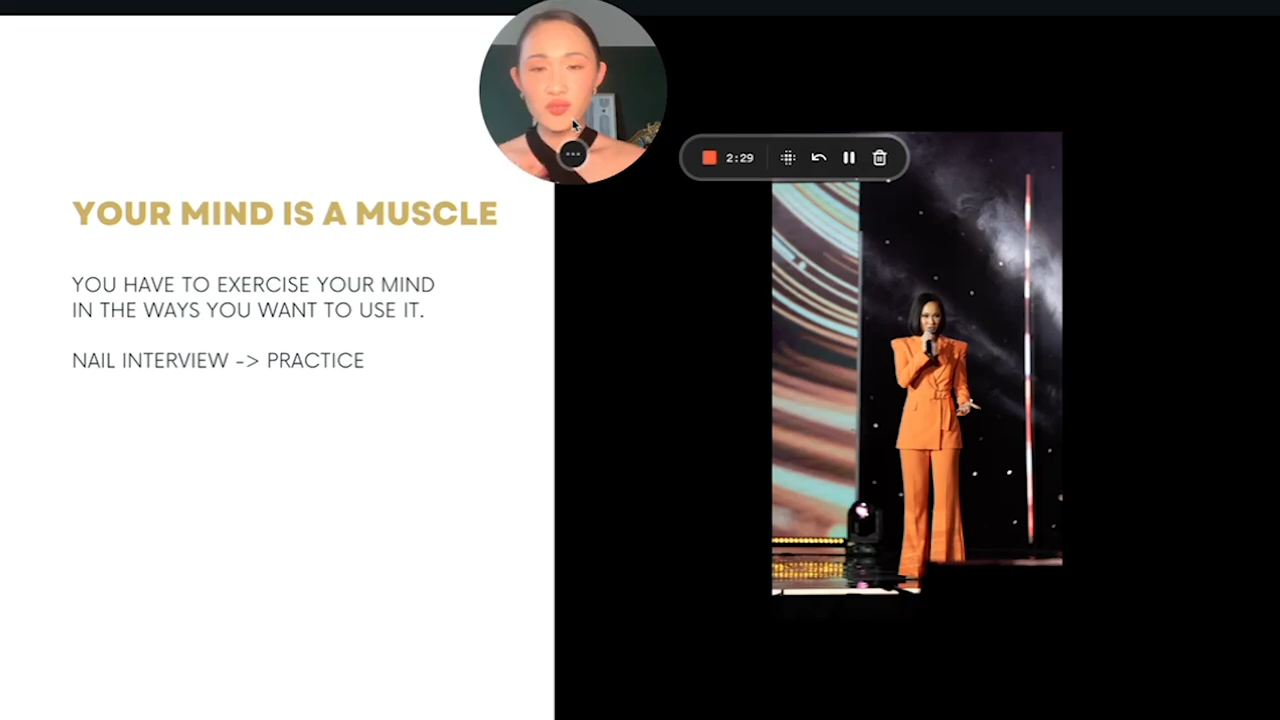 YOUR MIND IS A MUSCLE
YOU HAVE TO EXERCISE YOUR MIND
IN THE WAYS YOU WANT TO USE IT.
NAIL INTERVIEW -> PRACTICE
2:29